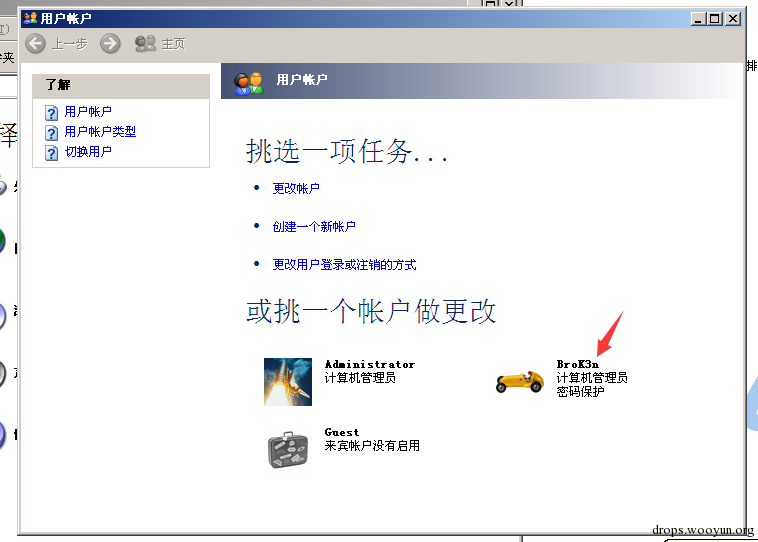 用户帐户
上一步 主页
了解
用户帐户
用户帐户类型
切换用户
用户帐户
挑选一项任务...
更改帐户
创建一个新帐户
更改用户登录或注销的方式
或挑一个帐户做更改
Administrator
计算机管理员
BroK3n
计算机管理员
密码保护
Guest
来宾帐户没有启用
夹
择
排
drops.wooyun.org